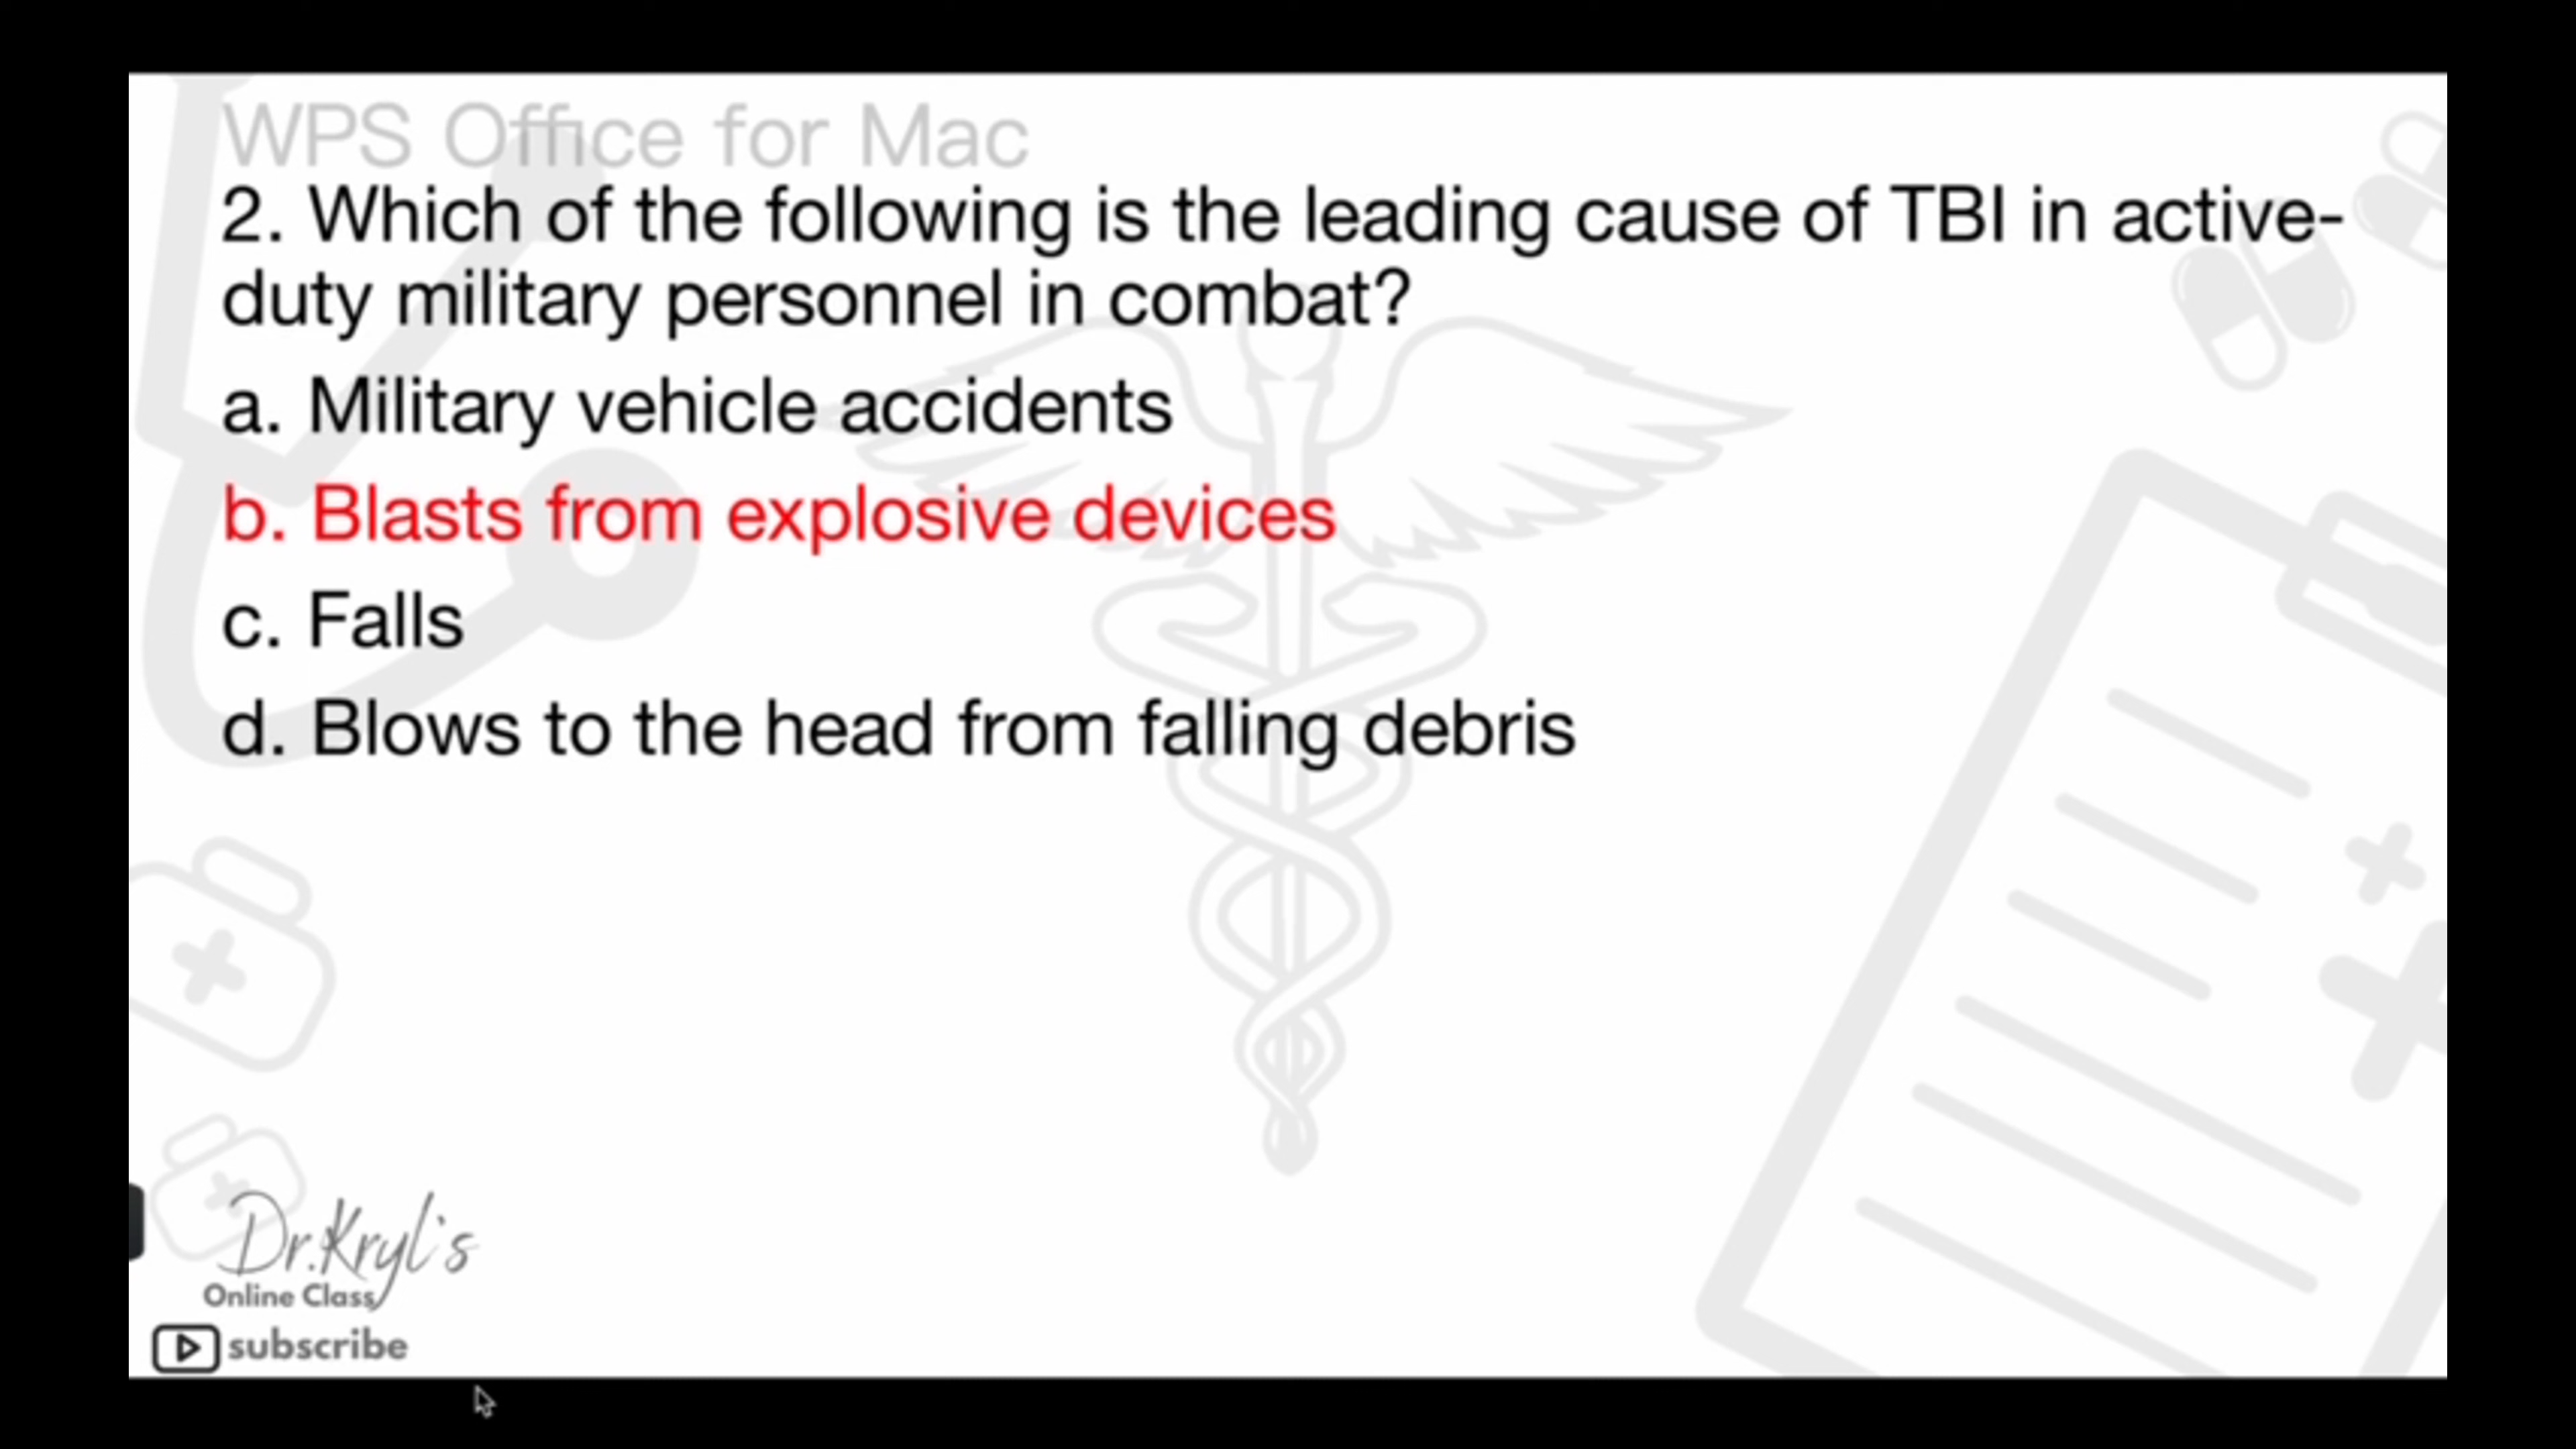 WPS Office for Mac
2. Which of the following is the leading cause of TBI in active-
duty military personnel in combat?
a. Military vehicle accidents
b. Blasts from explosive devices
c. Falls
d. Blows to the head from falling debris
Dr.Kryl's
Online Class
subscribe